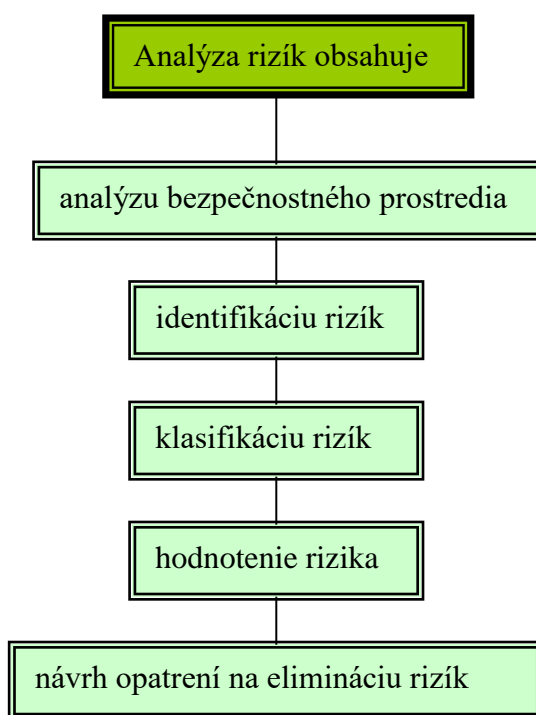 Analýza rizík obsahuje
analýzu bezpečnostného prostredia
identifikáciu rizík
klasifikáciu rizík
hodnotenie rizika
návrh opatrení na elimináciu rizík